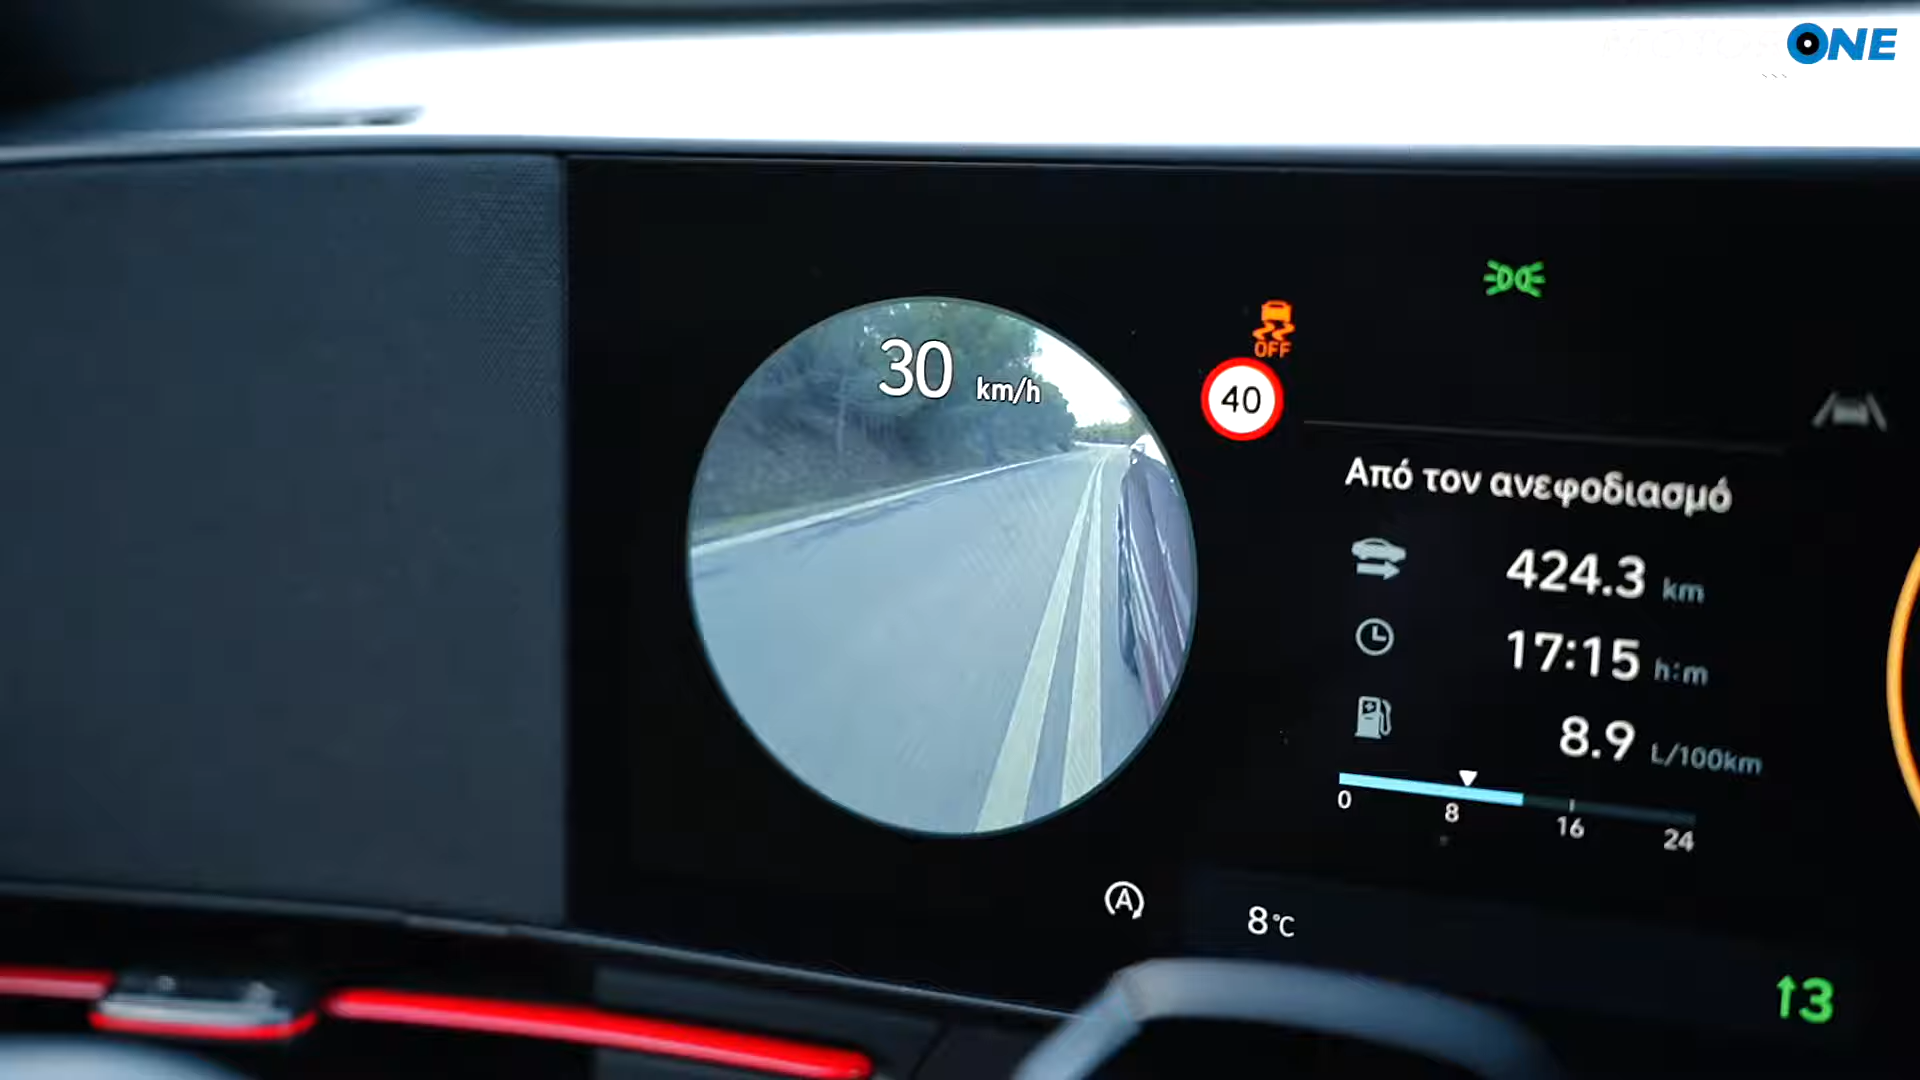 ONE
30 km/h
OFF
40
Από τον ανεφοδιασμό
424.3 km
17:15 h:m
8.9 L/100km
0 8 16 24
A
8°C
↑3